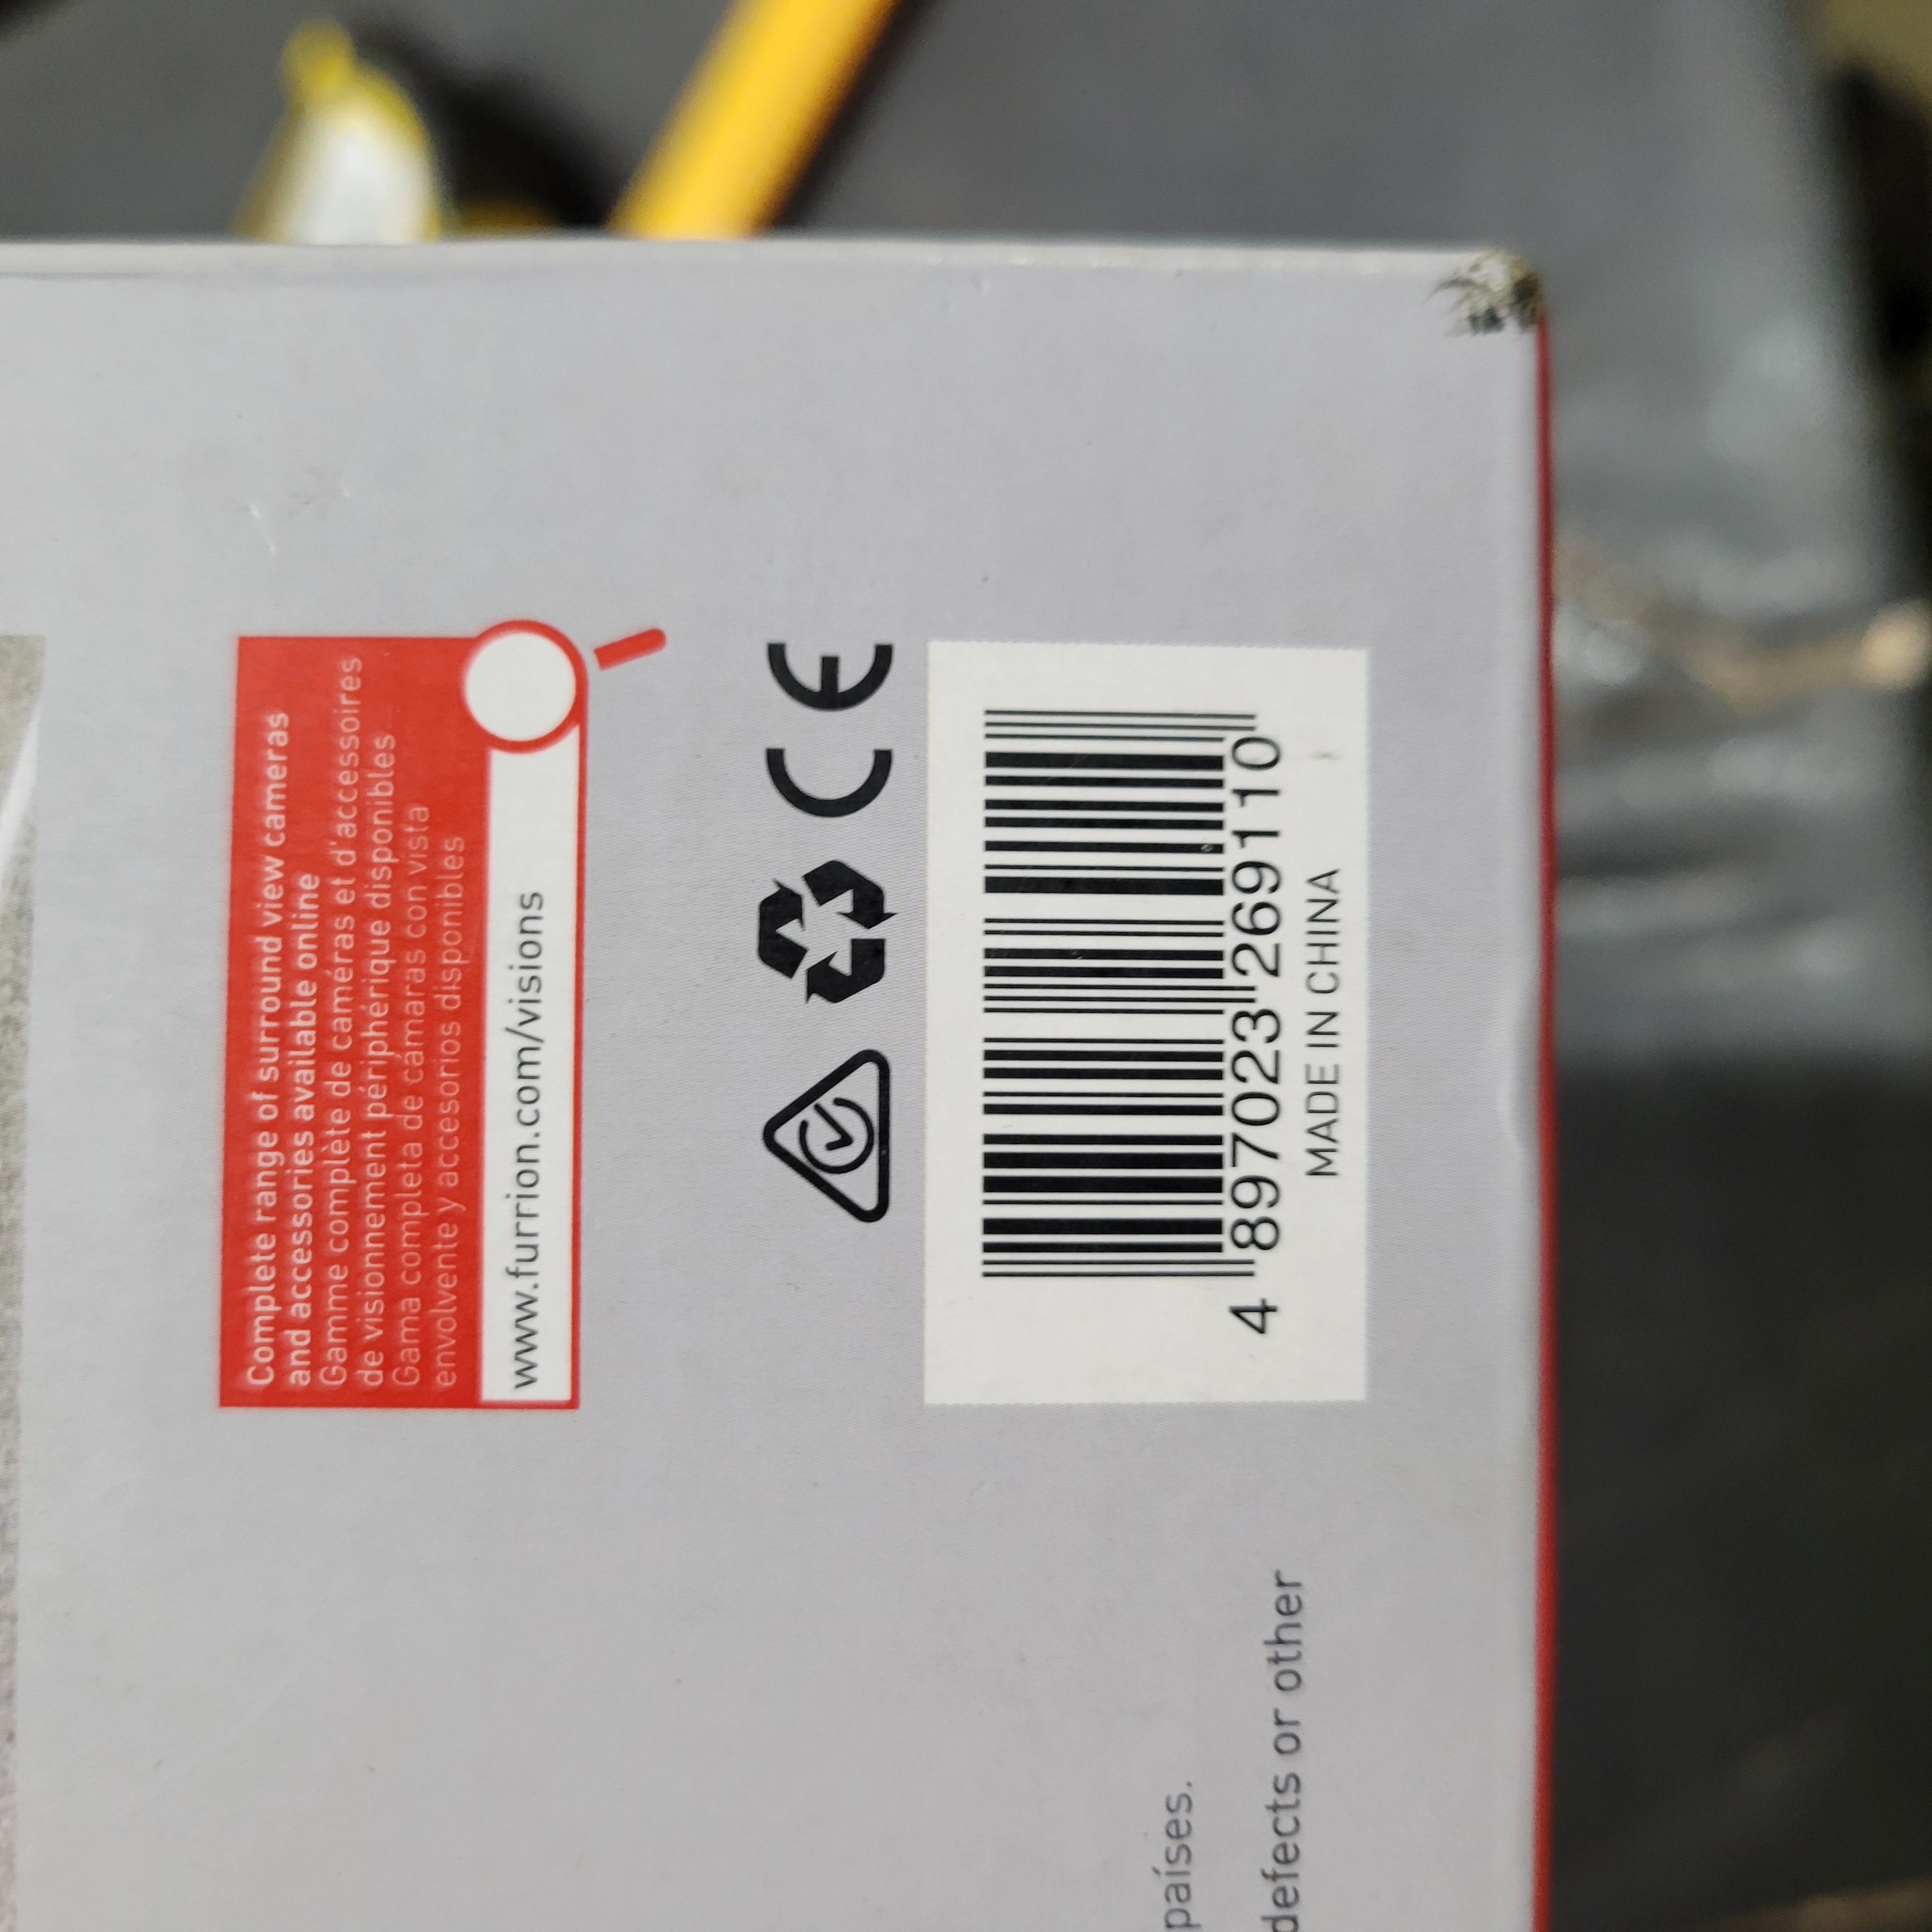 Complete range of surround view cameras
and accessories available online
Gamme complète de caméras et d'accessoires
de visionnement périphérique disponibles
Gama completa de cámaras con vista
envolvente y accesorios disponibles
www.furrion.com/visions
CE
4 897023 269110
MADE IN CHINA
países.
defects or other